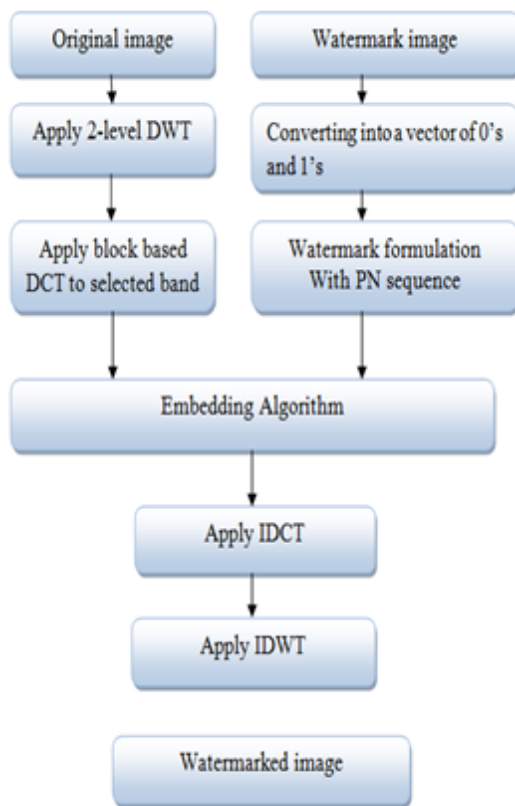 Original image
Watermark image
Apply 2-level DWT
Converting into a vector of 0's
and 1's
Apply block based
DCT to selected band
Watermark formulation
With PN sequence
Embedding Algorithm
Apply IDCT
Apply IDWT
Watermarked image